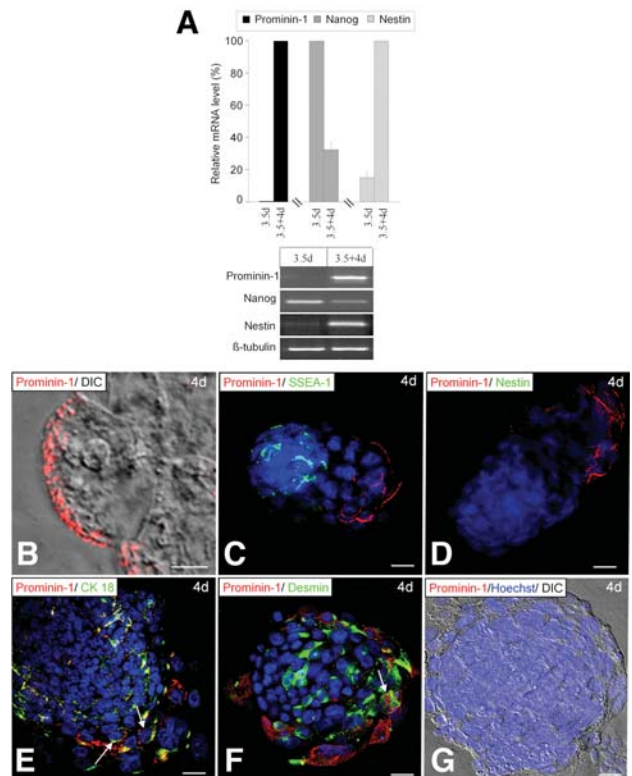 A
Prominin-1 Nanog Nestin
Relative mRNA level (%)
100
80
60
40
20
0
3.5d 3.5+4d 3.5d 3.5+4d 3.5d 3.5+4d
3.5d 3.5+4d
Prominin-1
Nanog
Nestin
ß-tubulin
Prominin-1/ DIC 4d
B
Prominin-1/ SSEA-1 4d
C
Prominin-1/ Nestin 4d
D
Prominin-1/ CK 18 4d
E
Prominin-1/ Desmin 4d
F
Prominin-1/Hoechst/ DIC 4d
G